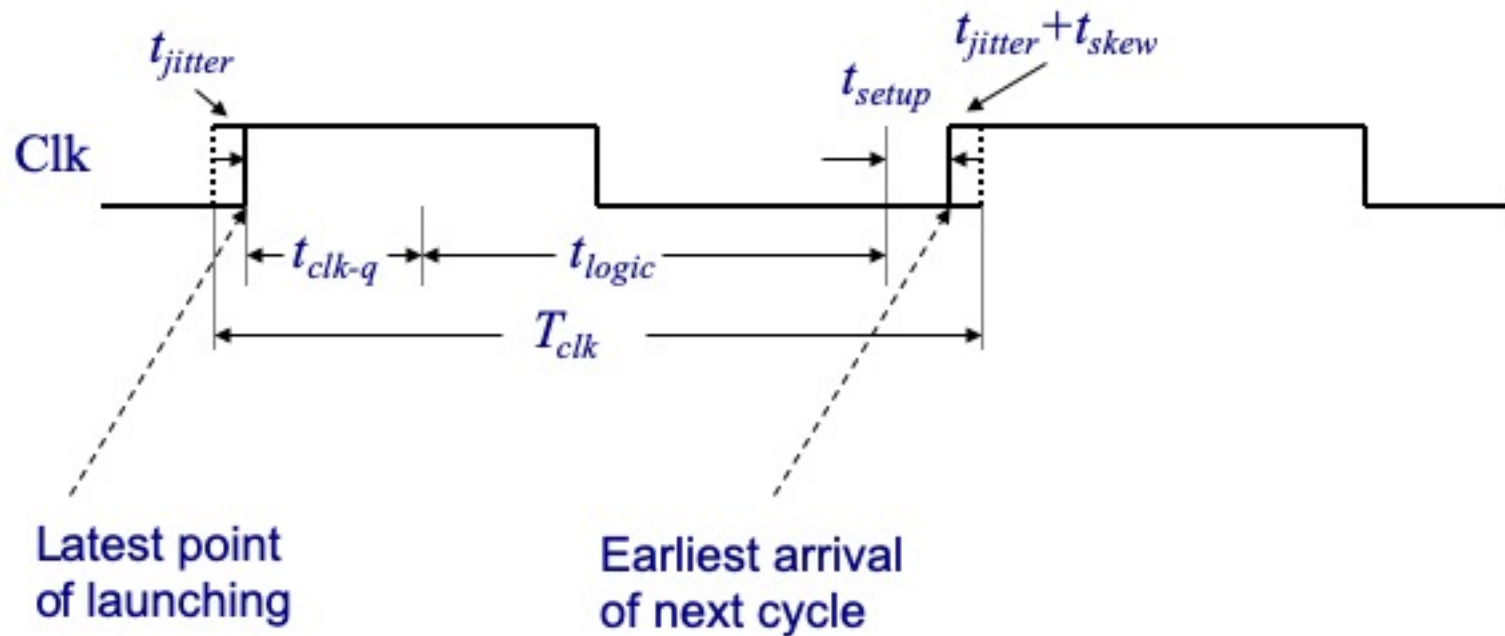 t_jitter
t_jitter+t_skew
t_setup
Clk
t_clk-q
t_logic
T_clk
Latest point
of launching
Earliest arrival
of next cycle